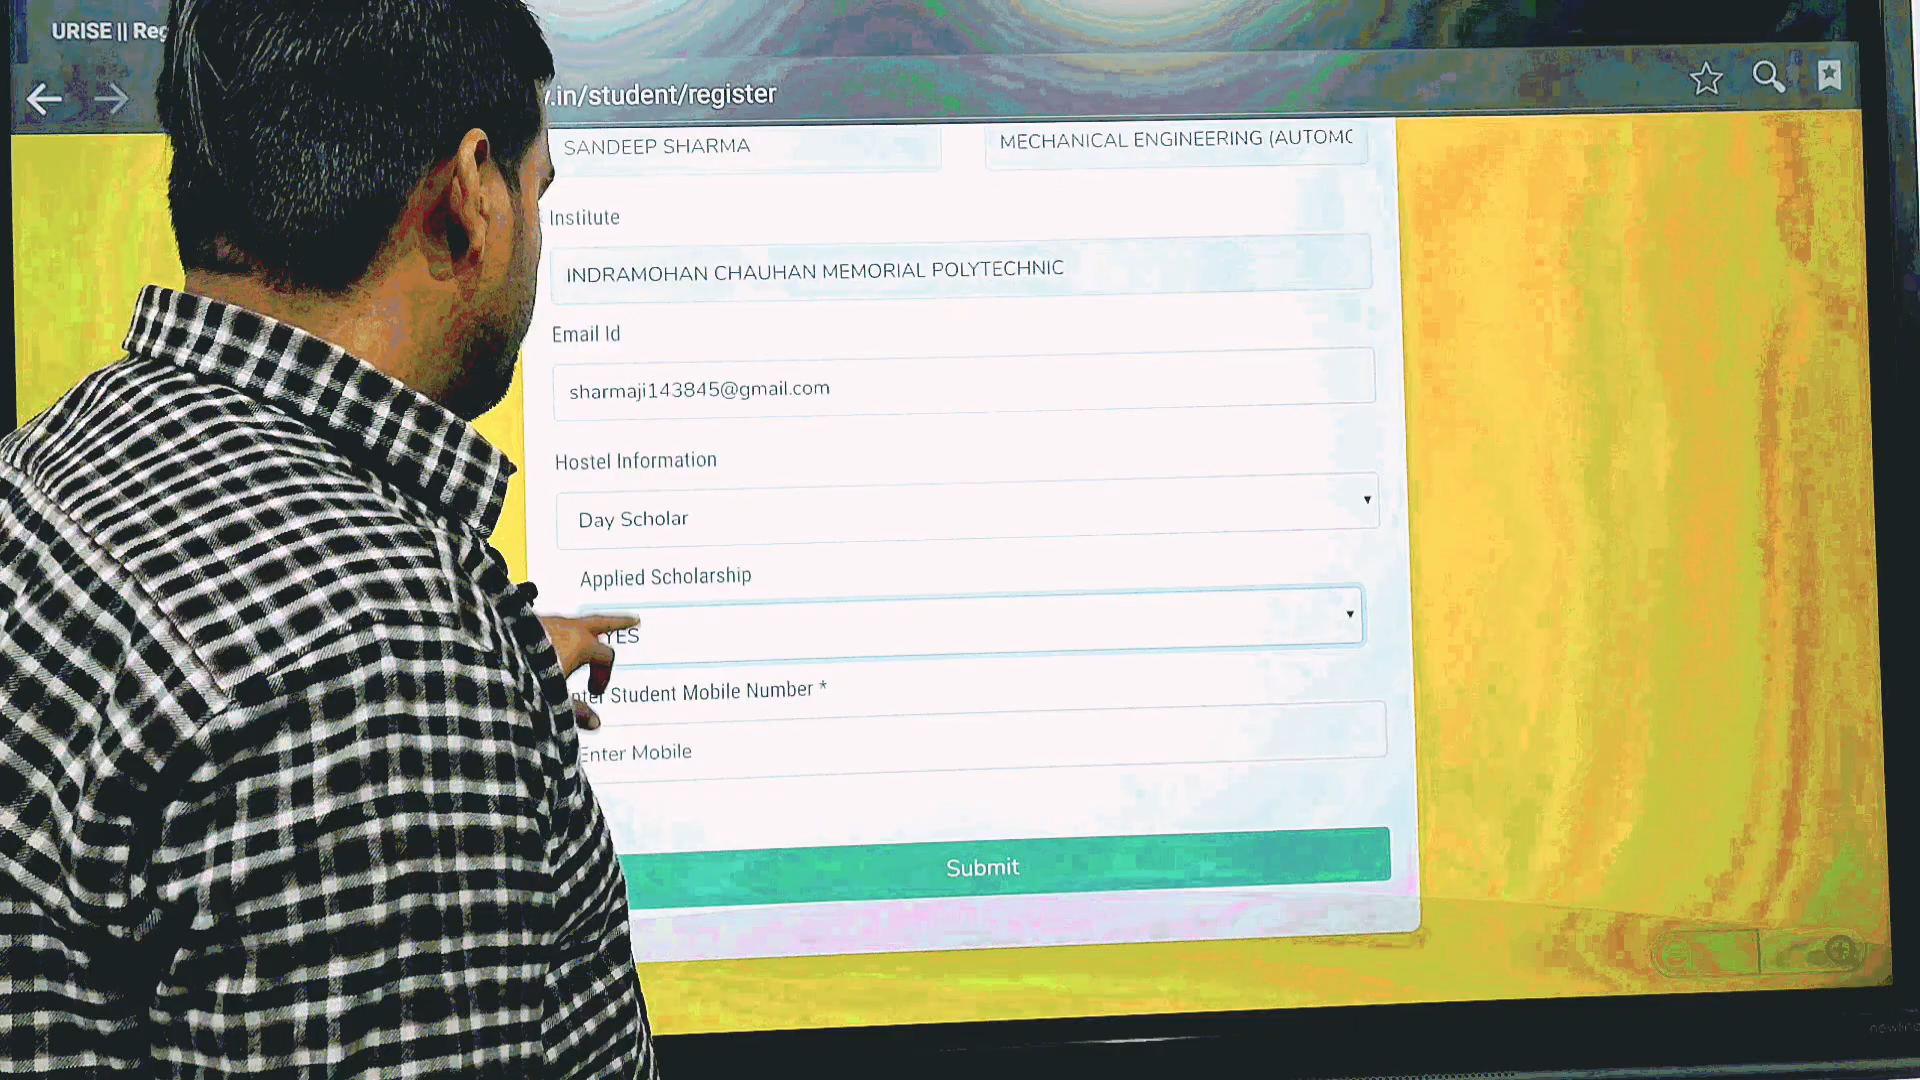 URISE || Reg
.in/student/register
SANDEEP SHARMA
MECHANICAL ENGINEERING (AUTOMO
Institute
INDRAMOHAN CHAUHAN MEMORIAL POLYTECHNIC
Email Id
sharmaji143845@gmail.com
Hostel Information
Day Scholar
Applied Scholarship
YES
nter Student Mobile Number *
Enter Mobile
Submit